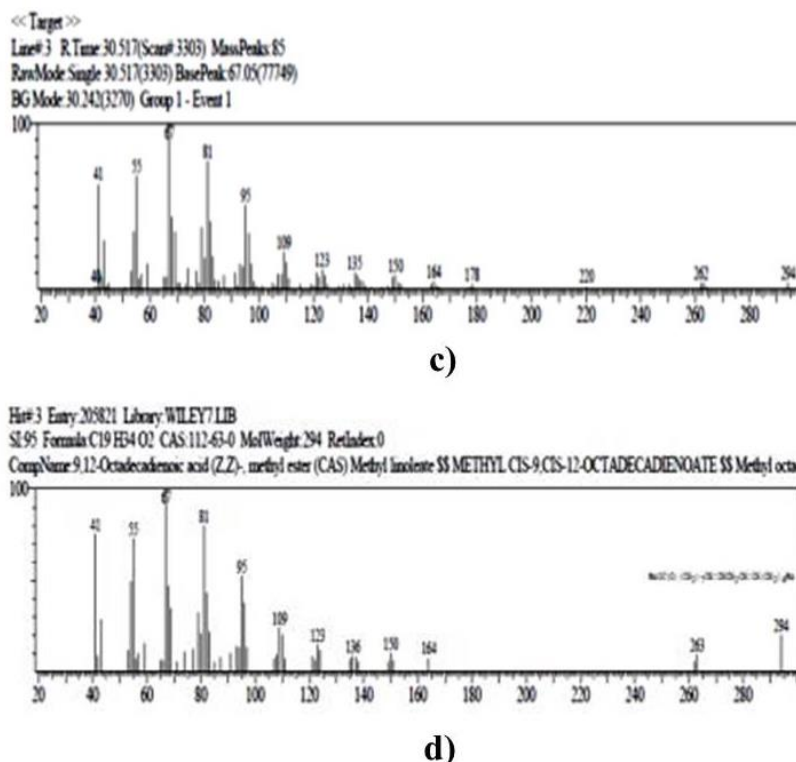 << Target >>
Line#:3 R.Time:30.517(Scan#:3303) MassPeaks:85
RawMode:Single 30.517(3303) BasePeak:67.05(77749)
BG Mode:30.242(3270) Group 1 - Event 1
100
67
41 55 81
95
40 109 123 135 150 164 178 220 262 294
20 40 60 80 100 120 140 160 180 200 220 240 260 280
c)
Hit#:3 Entry:205821 Library:WILEY7.LIB
SI:95 Formula:C19 H34 O2 CAS:112-63-0 MolWeight:294 RetIndex:0
CompName:9,12-Octadecadienoic acid (Z,Z)-, methyl ester (CAS) Methyl linoleate $$ METHYL CIS-9,CIS-12-OCTADECADIENOATE $$ Methyl octa
100
67
41 55 81
95
109 123 136 150 164 263 294
20 40 60 80 100 120 140 160 180 200 220 240 260 280
d)